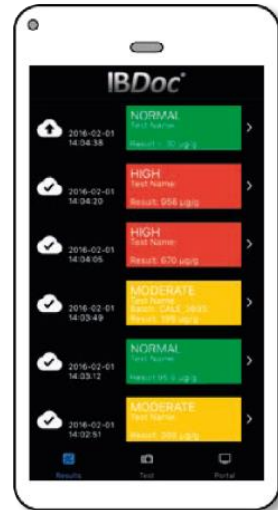 IBDoc®
NORMAL
Test Name:
2016-02-01
14:04:38
HIGH
Test Name:
2016-02-01
14:04:20
Result: 956 µg/g
HIGH
Test Name:
2016-02-01
14:04:05
Result: 670 µg/g
MODERATE
Test Name
2016-02-01
14:03:49
NORMAL
Test Name
2016-02-01
14:03:12
MODERATE
Test Name
2016-02-01
14:02:51
Results
Test
Portal